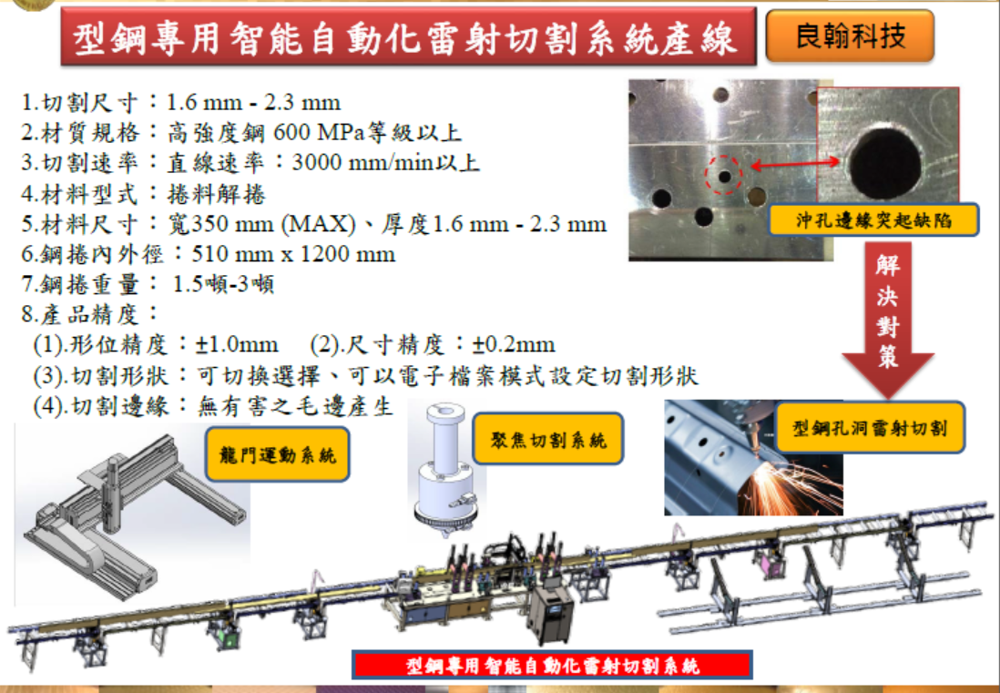 型鋼專用智能自動化雷射切割系統產線
良翰科技
1.切割尺寸：1.6 mm - 2.3 mm
2.材質規格：高強度鋼 600 MPa等級以上
3.切割速率：直線速率：3000 mm/min以上
4.材料型式：捲料解捲
5.材料尺寸：寬350 mm (MAX)、厚度1.6 mm - 2.3 mm
6.鋼捲內外徑：510 mm x 1200 mm
7.鋼捲重量： 1.5噸-3噸
8.產品精度：
(1).形位精度：±1.0mm (2).尺寸精度：±0.2mm
(3).切割形狀：可切換選擇、可以電子檔案模式設定切割形狀
(4).切割邊緣：無有害之毛邊產生
沖孔邊緣突起缺陷
解決對策
龍門運動系統
聚焦切割系統
型鋼孔洞雷射切割
型鋼專用智能自動化雷射切割系統